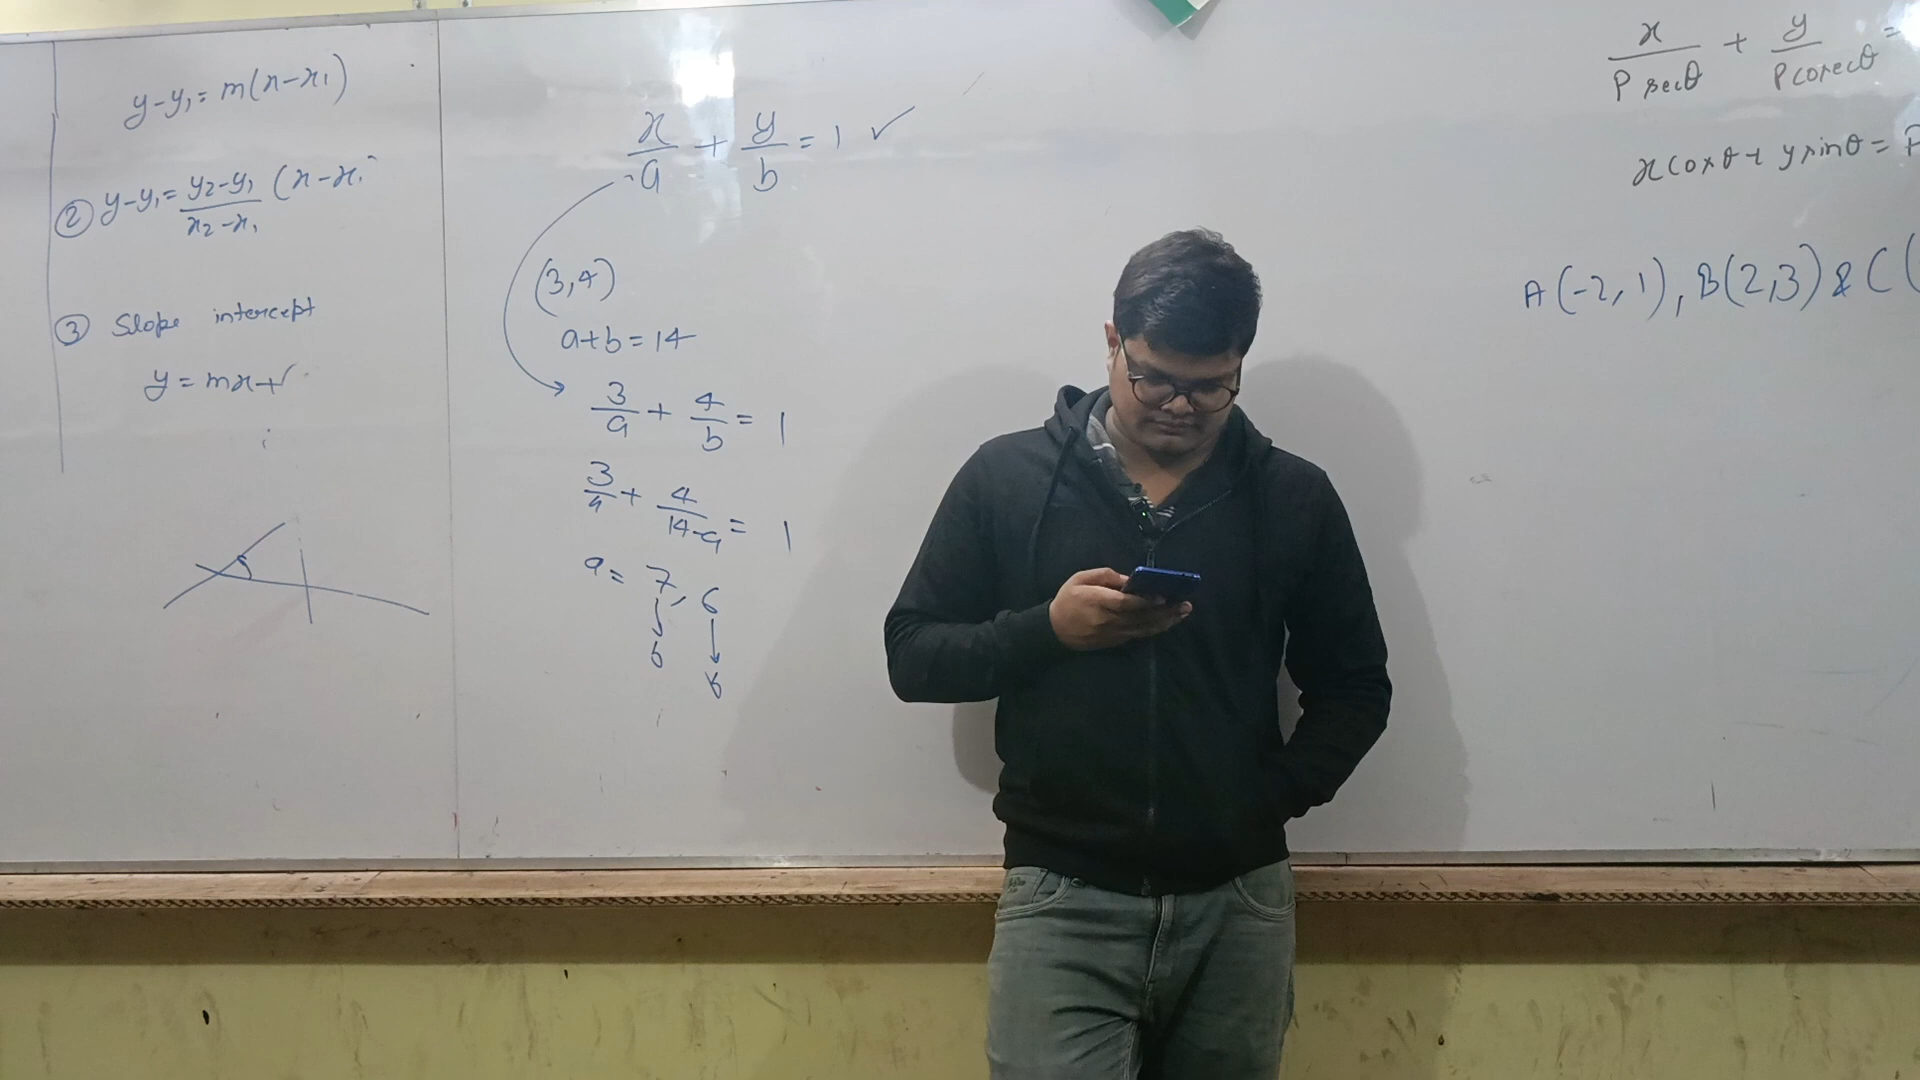 y-y₁ = m(x-x₁)
② y-y₁ = y₂-y₁/x₂-x₁ (x-x₁
③ Slope intercept
y = mx+
x/a + y/b = 1 ✓
(3,4)
a+b = 14
3/a + 4/b = 1
3/a + 4/14-a = 1
a = 7, 6
b
x/P secθ + y/P cosecθ =
x cosθ + y sinθ = P
A(-2,1), B(2,3) & C(